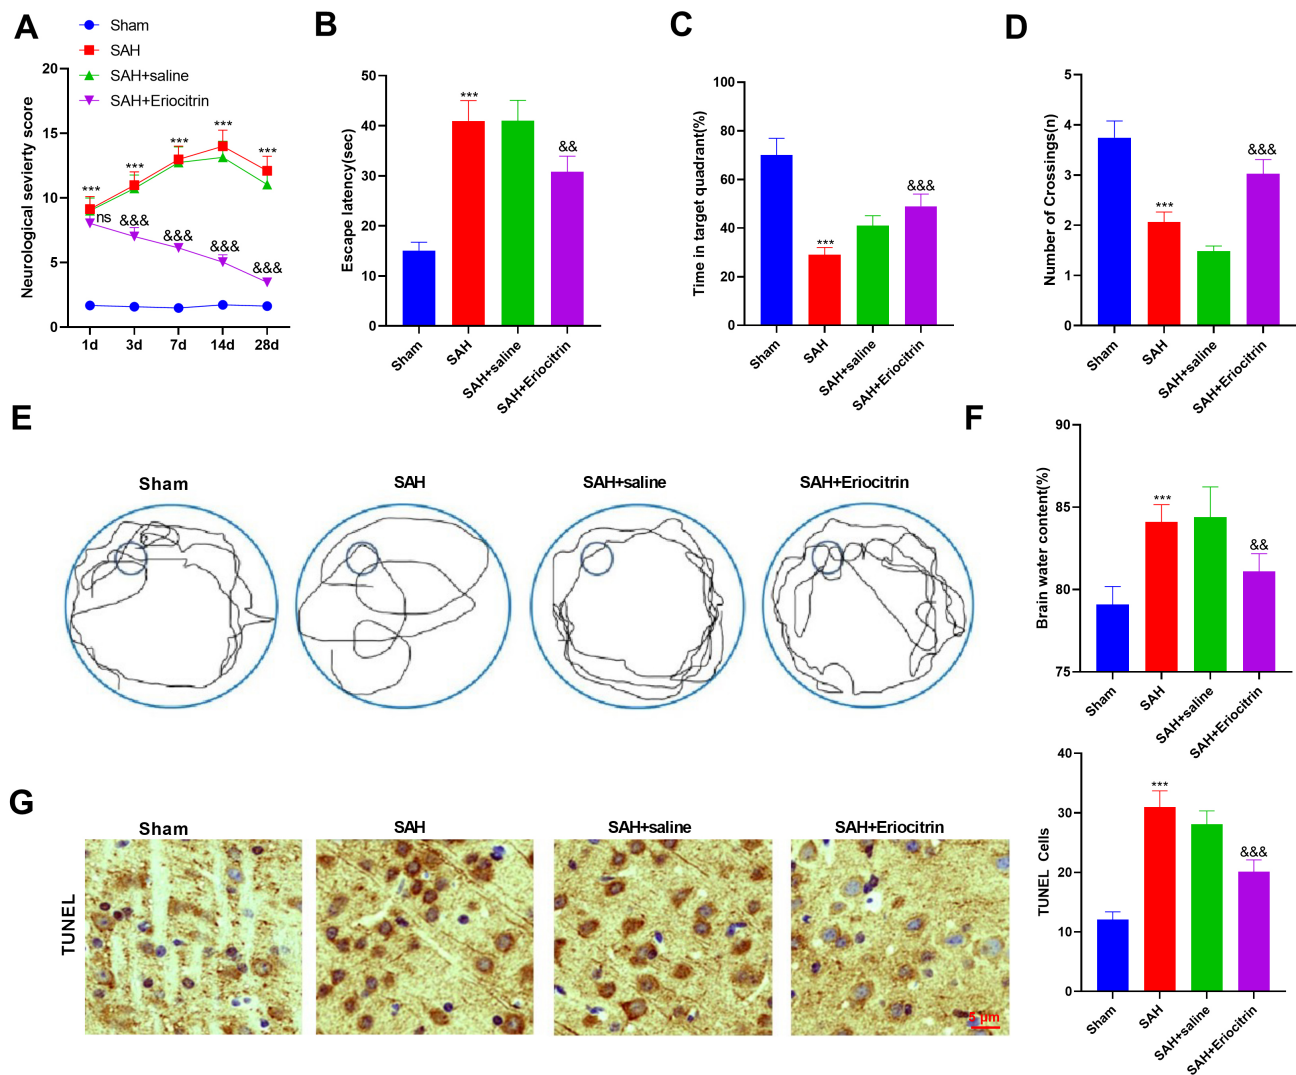 A
Sham
SAH
SAH+saline
SAH+Eriocitrin
Neurological sevierty score
20
15
10
5
0
***
***
***
***
***
ns
&&&
&&&
&&&
&&&
1d
3d
7d
14d
28d
B
Escape latency(sec)
50
40
30
20
10
0
***
&&
Sham
SAH
SAH+saline
SAH+Eriocitrin
C
Time in target quadrant(%)
100
80
60
40
20
0
***
&&&
Sham
SAH
SAH+saline
SAH+Eriocitrin
D
Number of Crossings(n)
5
4
3
2
1
0
***
&&&
Sham
SAH
SAH+saline
SAH+Eriocitrin
E
Sham
SAH
SAH+saline
SAH+Eriocitrin
F
Brain water content(%)
90
85
80
75
***
&&
Sham
SAH
SAH+saline
SAH+Eriocitrin
G
Sham
SAH
SAH+saline
SAH+Eriocitrin
TUNEL
5 μm
TUNEL Cells
40
30
20
10
0
***
&&&
Sham
SAH
SAH+saline
SAH+Eriocitrin